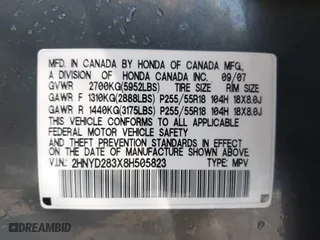 MFD. IN CANADA BY HONDA OF CANADA MFG.,
A DIVISION OF HONDA CANADA INC. 09/07
GVWR 2700KG(5952LBS) TIRE SIZE RIM SIZE
GAWR F 1310KG(2888LBS) P255/55R18 104H 18X8.0J
GAWR R 1440KG(3175LBS) P255/55R18 104H 18X8.0J
THIS VEHICLE CONFORMS TO ALL APPLICABLE
FEDERAL MOTOR VEHICLE SAFETY AND
THEFT PREVENTION STANDARDS IN EFFECT ON
THE DATE OF MANUFACTURE SHOWN ABOVE.
VIN: 2HNYD283X8H505823 TYPE: MPV
DREAMBID